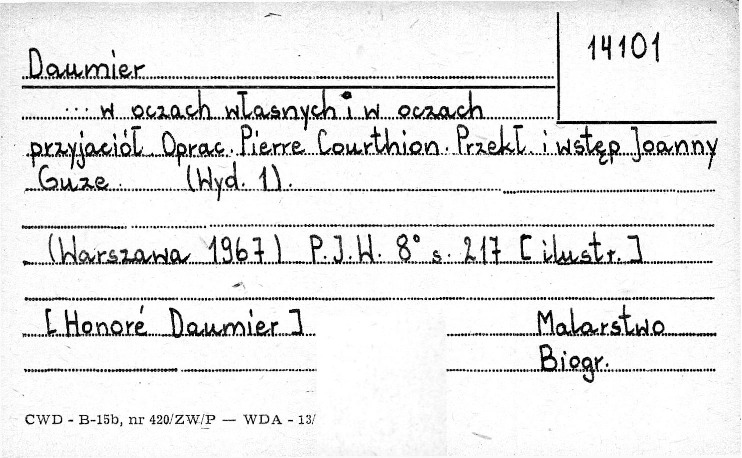 14101
Daumier
... w oczach własnych i w oczach
przyjaciół. Oprac. Pierre Courthion. Przekł. i wstęp Joanny
Guze. (Wyd. 1).
(Warszawa 1967) P.I.W. 8° s. 217 [ilustr.]
[Honoré Daumier] Malarstwo
Biogr.
CWD - B-15b, nr 420/ZW/P — WDA - 13/